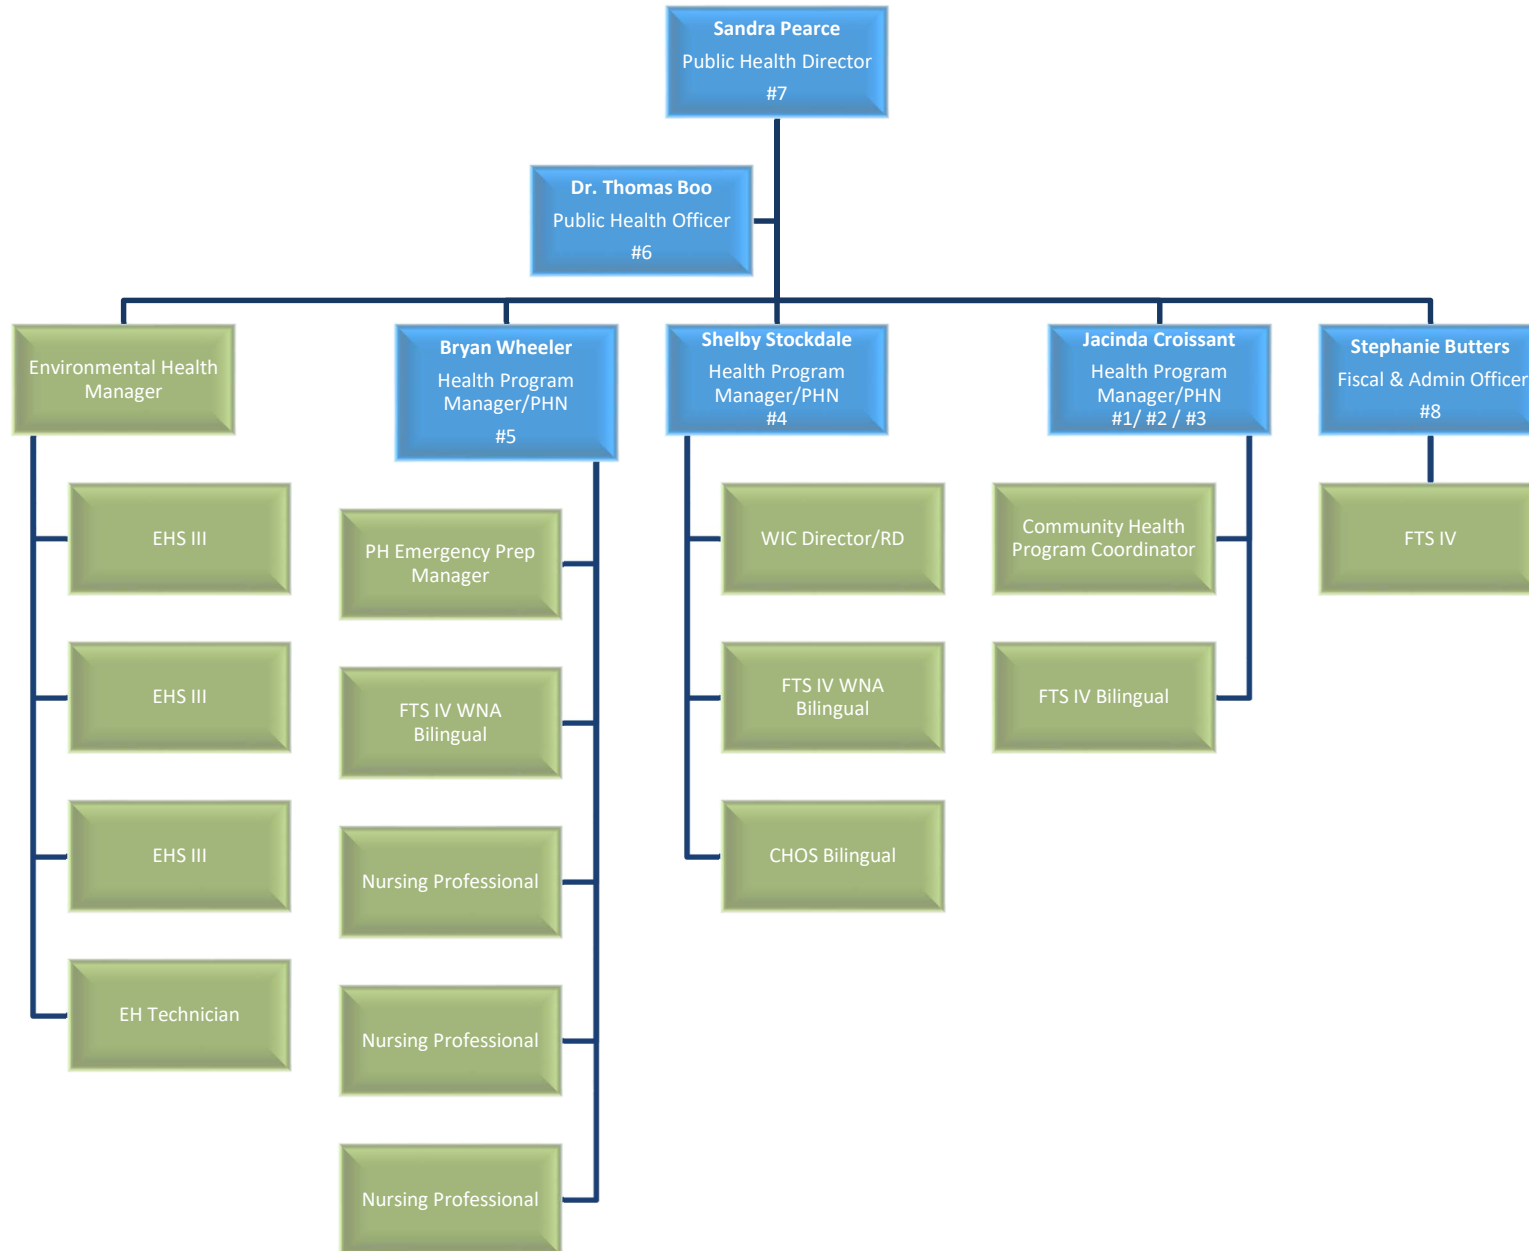 Sandra Pearce
Public Health Director
#7
Dr. Thomas Boo
Public Health Officer
#6
Environmental Health
Manager
Bryan Wheeler
Health Program
Manager/PHN
#5
Shelby Stockdale
Health Program
Manager/PHN
#4
Jacinda Croissant
Health Program
Manager/PHN
#1/ #2 / #3
Stephanie Butters
Fiscal & Admin Officer
#8
EHS III
EHS III
EHS III
EH Technician
PH Emergency Prep
Manager
FTS IV WNA
Bilingual
Nursing Professional
Nursing Professional
Nursing Professional
WIC Director/RD
FTS IV WNA
Bilingual
CHOS Bilingual
Community Health
Program Coordinator
FTS IV Bilingual
FTS IV